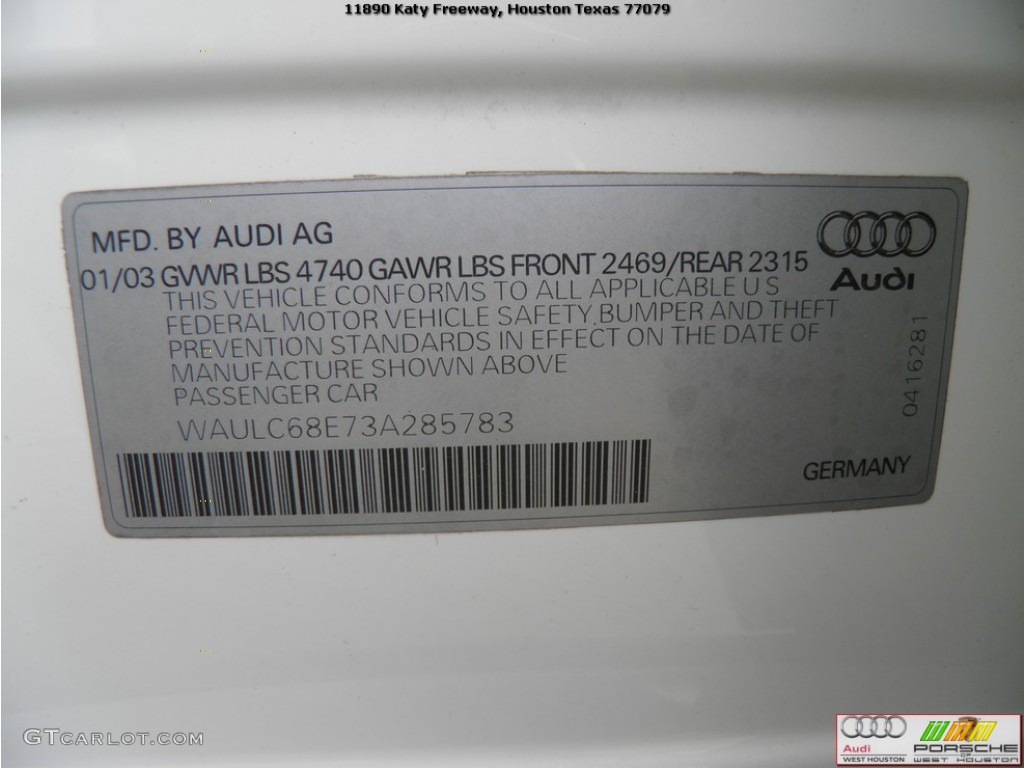 11890 Katy Freeway, Houston Texas 77079
MFD. BY AUDI AG
01/03 GVWR LBS 4740 GAWR LBS FRONT 2469/REAR 2315
Audi
THIS VEHICLE CONFORMS TO ALL APPLICABLE U S
FEDERAL MOTOR VEHICLE SAFETY,BUMPER AND THEFT
PREVENTION STANDARDS IN EFFECT ON THE DATE OF
MANUFACTURE SHOWN ABOVE
PASSENGER CAR
WAULC68E73A285783
0416281
GERMANY
GTcarlot.com
Audi
WEST HOUSTON
PORSCHE
OF WEST HOUSTON